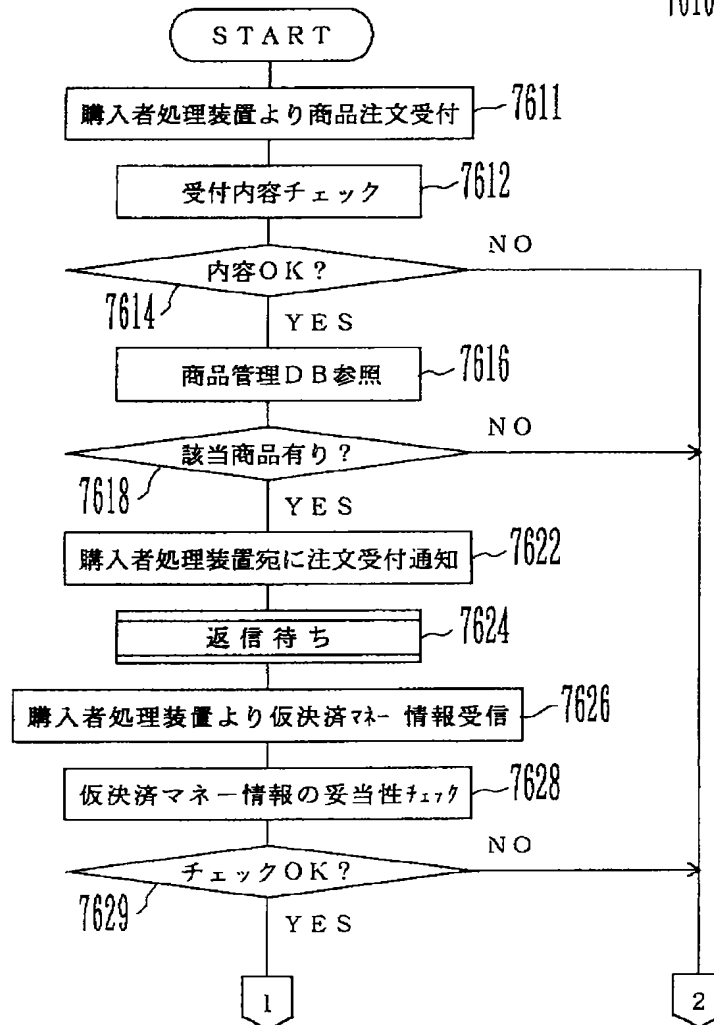 7610
START
購入者処理装置より商品注文受付
7611
受付内容チェック
7612
内容OK?
NO
7614
YES
商品管理DB参照
7616
該当商品有り?
NO
7618
YES
購入者処理装置宛に注文受付通知
7622
返信待ち
7624
購入者処理装置より仮決済マネー情報受信
7626
仮決済マネー情報の妥当性チェック
7628
チェックOK?
NO
7629
YES
1
2